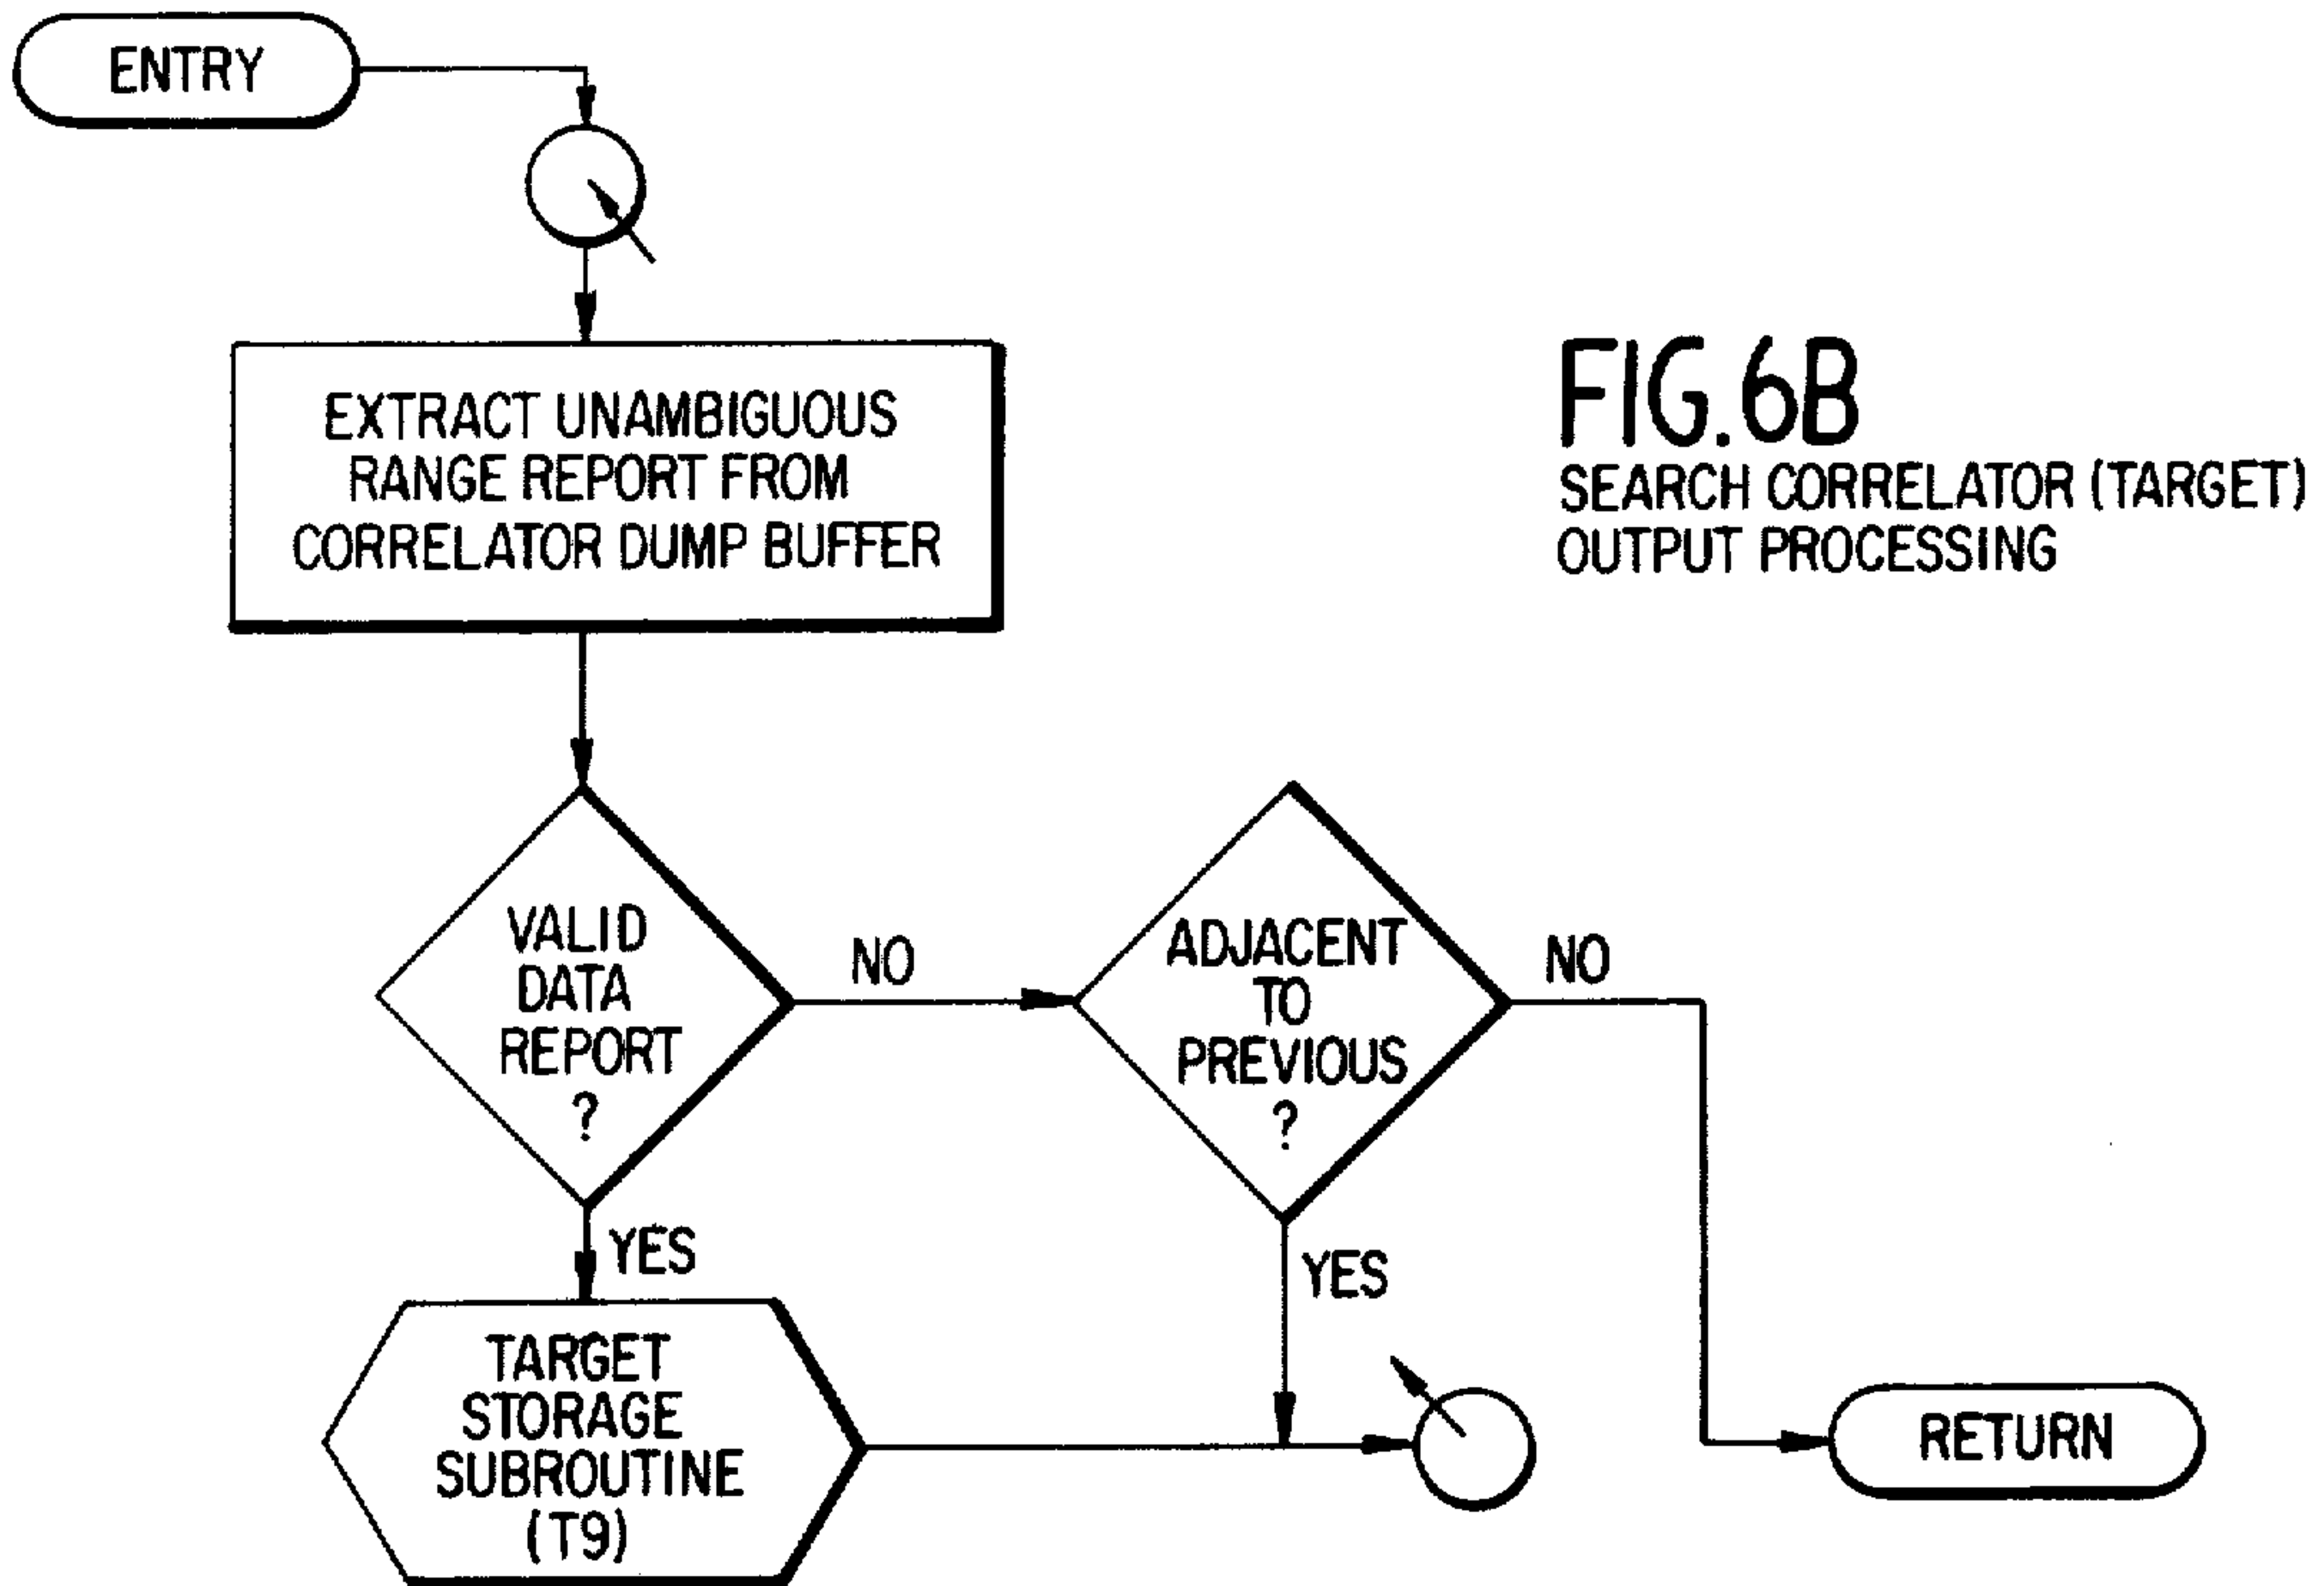 ENTRY
EXTRACT UNAMBIGUOUS
RANGE REPORT FROM
CORRELATOR DUMP BUFFER
FIG.6B
SEARCH CORRELATOR (TARGET)
OUTPUT PROCESSING
VALID
DATA
REPORT
?
NO
ADJACENT
TO
PREVIOUS
?
NO
YES
YES
TARGET
STORAGE
SUBROUTINE
(T9)
RETURN